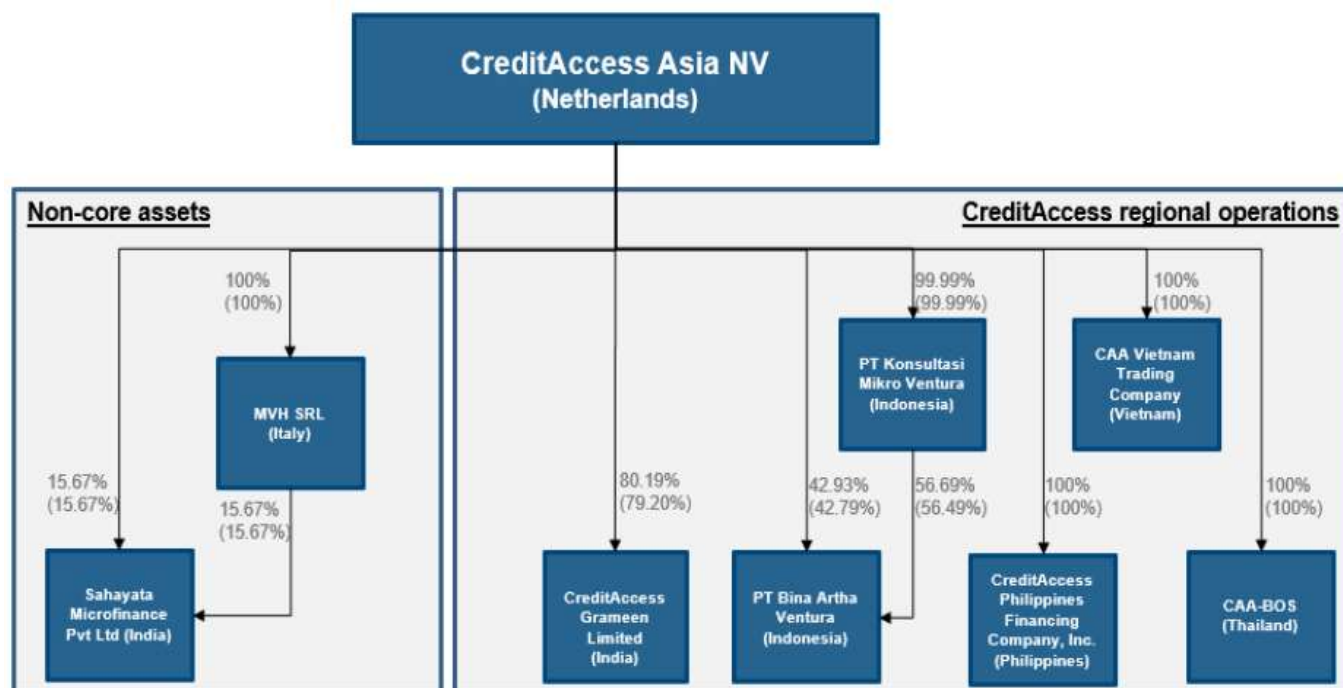 CreditAccess Asia NV
(Netherlands)
Non-core assets
CreditAccess regional operations
100%
(100%)
99.99%
(99.99%)
100%
(100%)
MVH SRL
(Italy)
PT Konsultasi
Mikro Ventura
(Indonesia)
CAA Vietnam
Trading
Company
(Vietnam)
15.67%
(15.67%)
15.67%
(15.67%)
80.19%
(79.20%)
42.93%
(42.79%)
56.69%
(56.49%)
100%
(100%)
100%
(100%)
Sahayata
Microfinance
Pvt Ltd (India)
CreditAccess
Grameen
Limited
(India)
PT Bina Artha
Ventura
(Indonesia)
CreditAccess
Philippines
Financing
Company, Inc.
(Philippines)
CAA-BOS
(Thailand)